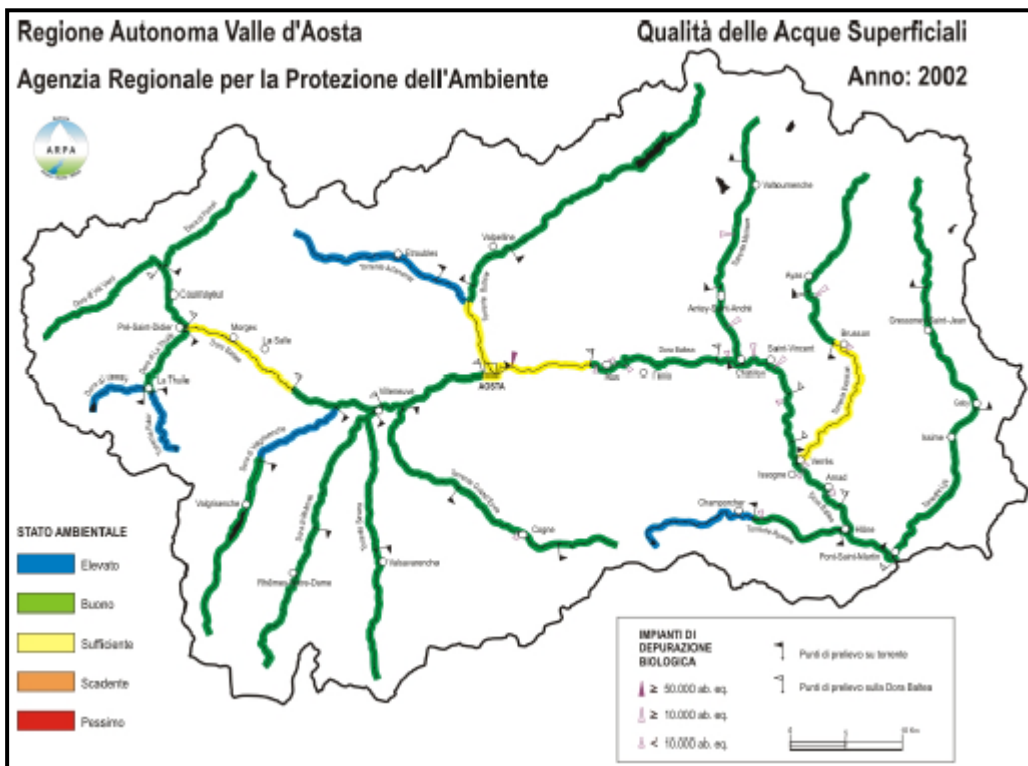 Regione Autonoma Valle d'Aosta
Qualità delle Acque Superficiali
Agenzia Regionale per la Protezione dell'Ambiente
Anno: 2002
ARPA
Valtournenche
Etroubles
Valpelline
Ayas
Courmayeur
Antey-Saint-André
Gressoney-Saint-Jean
Pré-Saint-Didier
Morgex
La Salle
Brusson
Saint-Vincent
Dora Baltea
Châtillon
Nus
La Thuile
AOSTA
Villeneuve
Gaby
Issime
Verrès
Issogne
Arnad
Valgrisenche
Champorcher
Cogne
Hône
Pont-Saint-Martin
Valsavarenche
Rhêmes-Notre-Dame
STATO AMBIENTALE
Elevato
Buono
Sufficiente
Scadente
Pessimo
IMPIANTI DI
DEPURAZIONE
BIOLOGICA
≥ 50.000 ab. eq.
≥ 10.000 ab. eq.
< 10.000 ab. eq.
Punti di prelievo su torrente
Punti di prelievo sulla Dora Baltea
0 5 10 Km